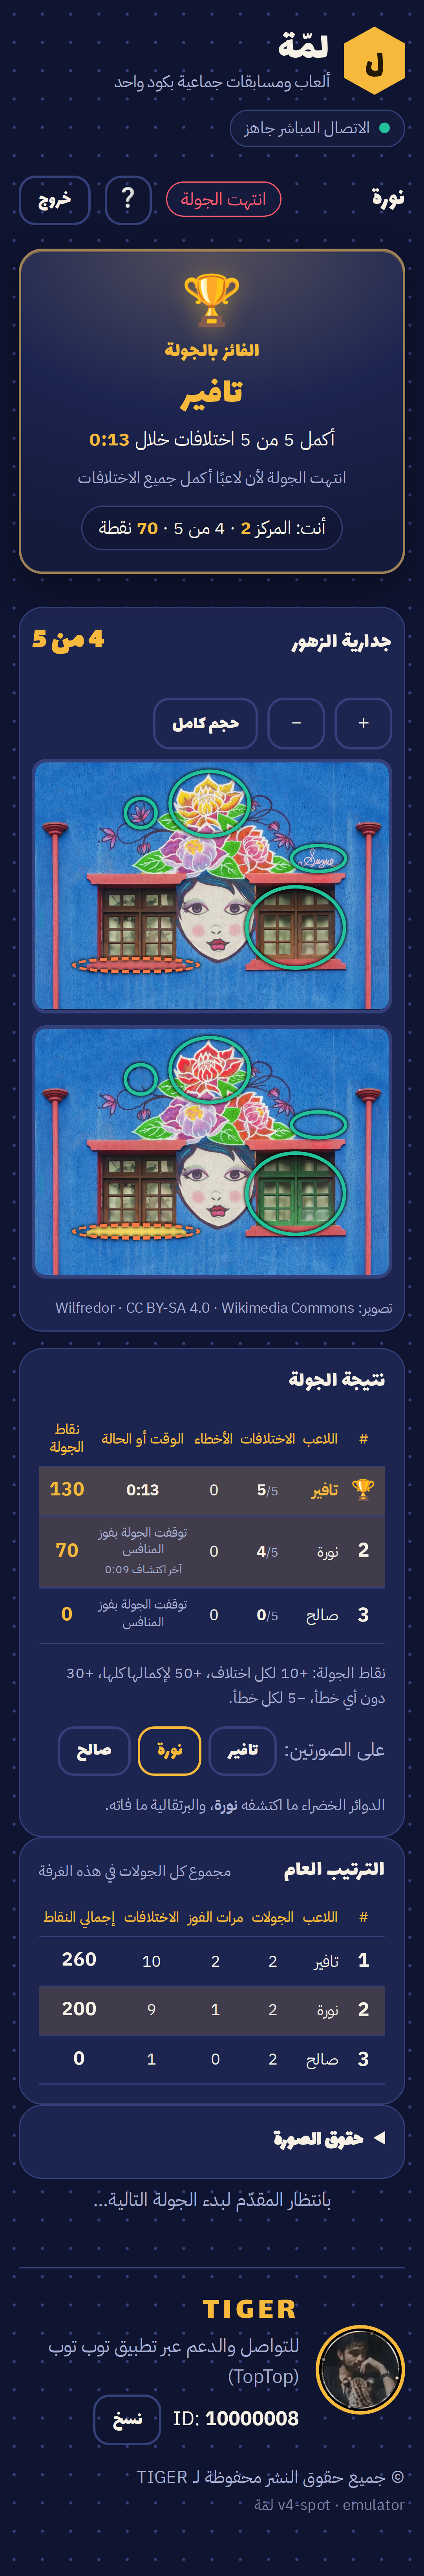 ل
لمّة
ألعاب ومسابقات جماعية بكود واحد
الاتصال المباشر جاهز
نورة
انتهت الجولة
?
خروج
الفائز بالجولة
تافير
أكمل 5 من 5 اختلافات خلال 0:13
انتهت الجولة لأن لاعبًا أكمل جميع الاختلافات
أنت: المركز 2 · 4 من 5 · 70 نقطة
جدارية الزهور
4 من 5
+
−
حجم كامل
تصوير: Wilfredor · CC BY-SA 4.0 · Wikimedia Commons
نتيجة الجولة
# اللاعب الاختلافات الأخطاء الوقت أو الحالة نقاط الجولة
تافير 5/5 0 0:13 130
2 نورة 4/5 0 توقفت الجولة بفوز المنافس آخر اكتشاف 0:09 70
3 صالح 0/5 0 توقفت الجولة بفوز المنافس 0
نقاط الجولة: +10 لكل اختلاف، +50 لإكمالها كلها، +30
دون أي خطأ، −5 لكل خطأ.
على الصورتين: تافير نورة صالح
الدوائر الخضراء ما اكتشفه نورة، والبرتقالية ما فاته.
الترتيب العام
مجموع كل الجولات في هذه الغرفة
# اللاعب الجولات مرات الفوز الاختلافات إجمالي النقاط
1 تافير 2 2 10 260
2 نورة 2 1 9 200
3 صالح 2 0 1 0
حقوق الصورة
بانتظار المقدّم لبدء الجولة التالية...
TIGER
للتواصل والدعم عبر تطبيق توب توب
(TopTop)
ID: 10000008
نسخ
© جميع حقوق النشر محفوظة لـ TIGER
لمّة v4-spot · emulator